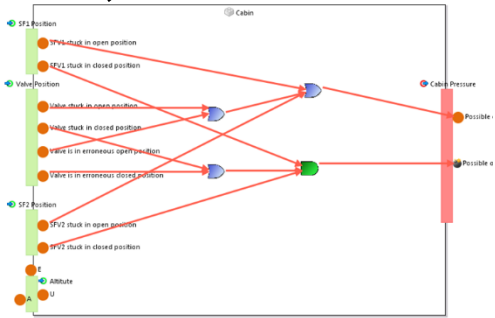 Cabin
SF1 Position
SFV1 stuck in open position
SFV1 stuck in closed position
Valve Position
Cabin Pressure
Valve stuck in open position
Possible
Valve stuck in closed position
Valve is in erroneous open position
Possible o
Valve is in erroneous closed position
SF2 Position
SFV2 stuck in open position
SFV2 stuck in closed position
E
Altitute
U
A